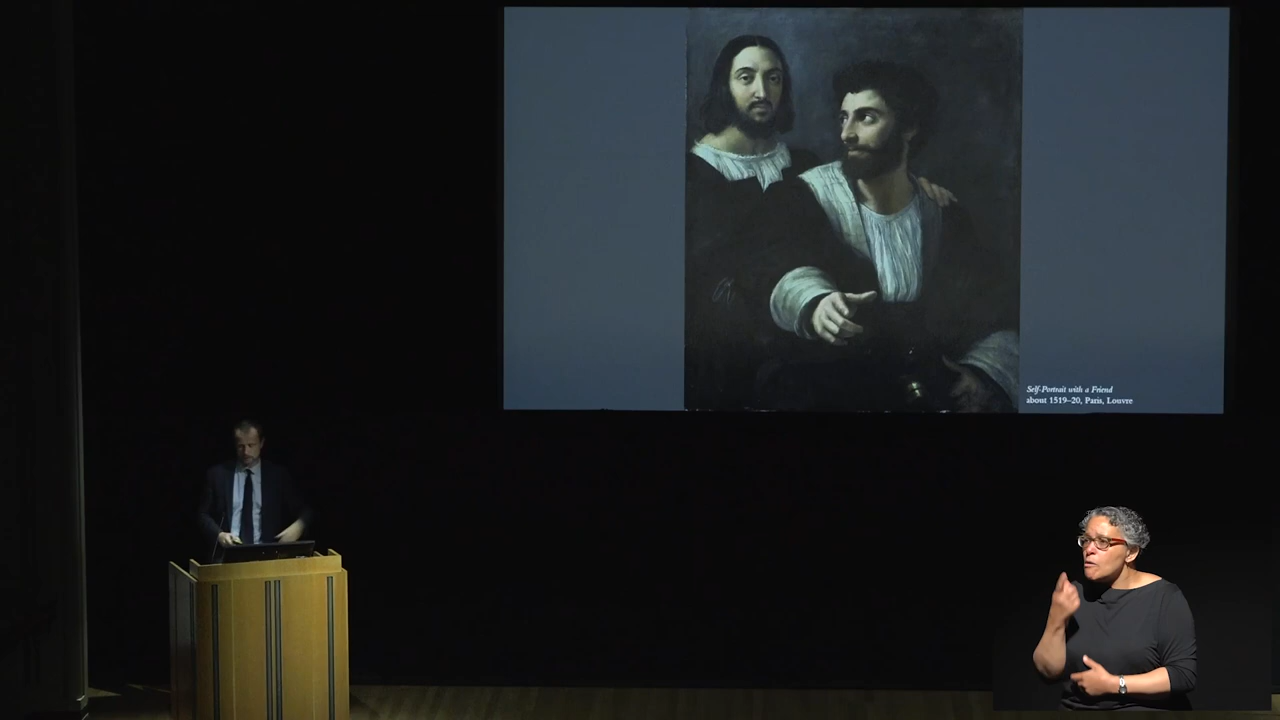 Self-Portrait with a Friend
about 1519–20, Paris, Louvre